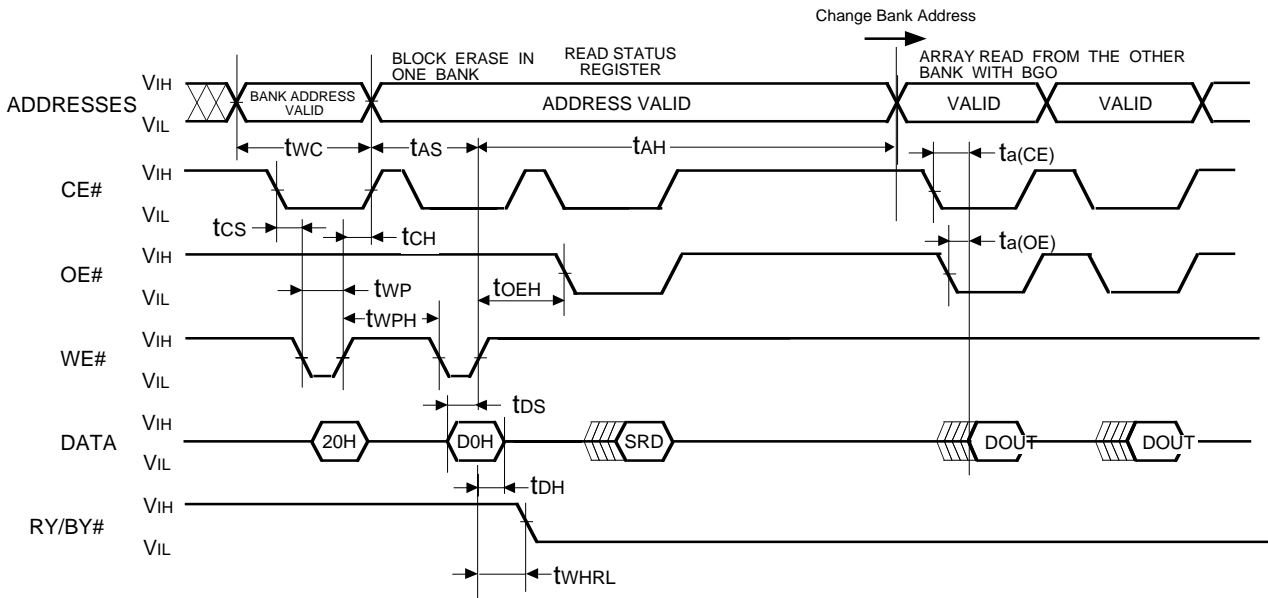 Change Bank Address
BLOCK ERASE IN
ONE BANK
READ STATUS
REGISTER
ARRAY READ FROM THE OTHER
BANK WITH BGO
ADDRESSES
VIH
VIL
BANK ADDRESS
VALID
ADDRESS VALID
VALID
VALID
tWC
tAS
tAH
ta(CE)
CE#
VIH
VIL
tCS
tCH
ta(OE)
OE#
VIH
VIL
tWP
tOEH
tWPH
WE#
VIH
VIL
tDS
DATA
VIH
VIL
20H
D0H
SRD
DOUT
DOUT
tDH
RY/BY#
VIH
VIL
tWHRL